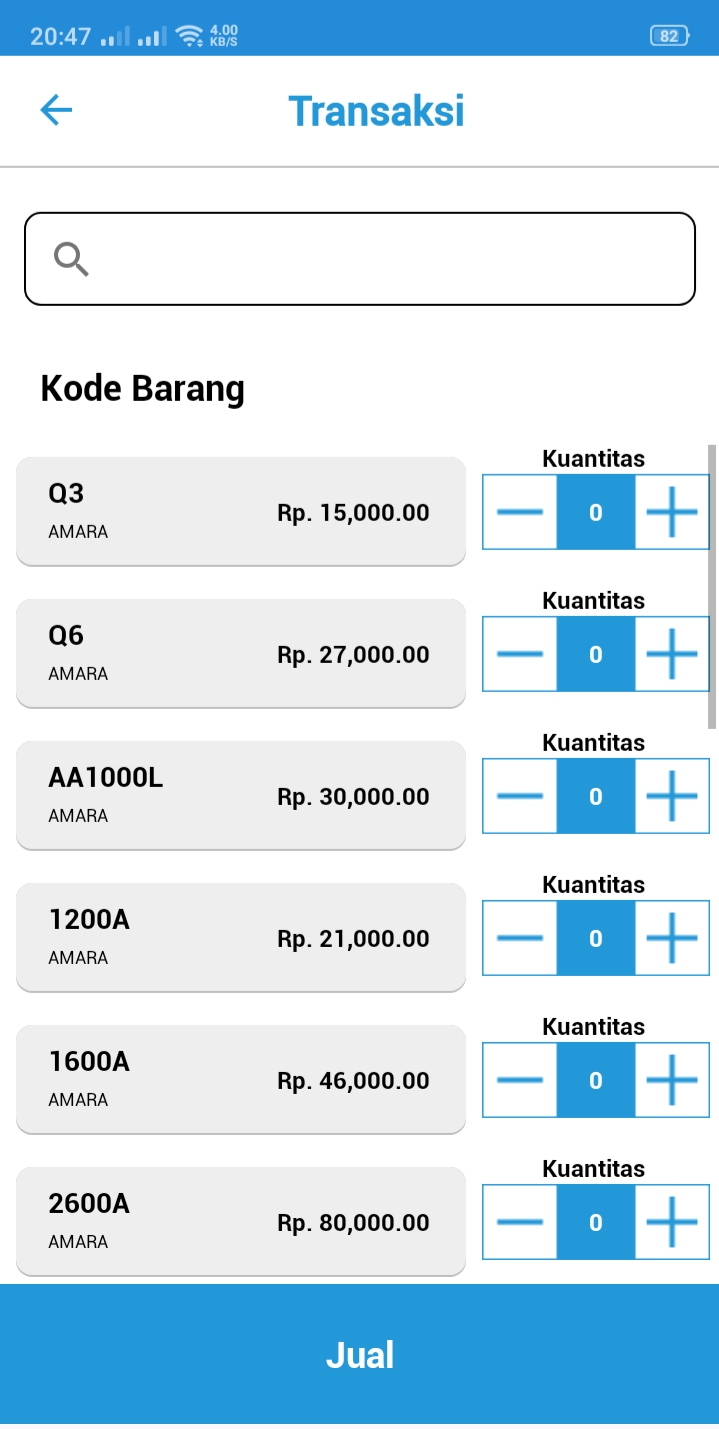 20:47 4.00 KB/S 82
Transaksi
Kode Barang
Kuantitas
Q3
AMARA
Rp. 15,000.00
0
Kuantitas
Q6
AMARA
Rp. 27,000.00
0
Kuantitas
AA1000L
AMARA
Rp. 30,000.00
0
Kuantitas
1200A
AMARA
Rp. 21,000.00
0
Kuantitas
1600A
AMARA
Rp. 46,000.00
0
Kuantitas
2600A
AMARA
Rp. 80,000.00
0
Jual